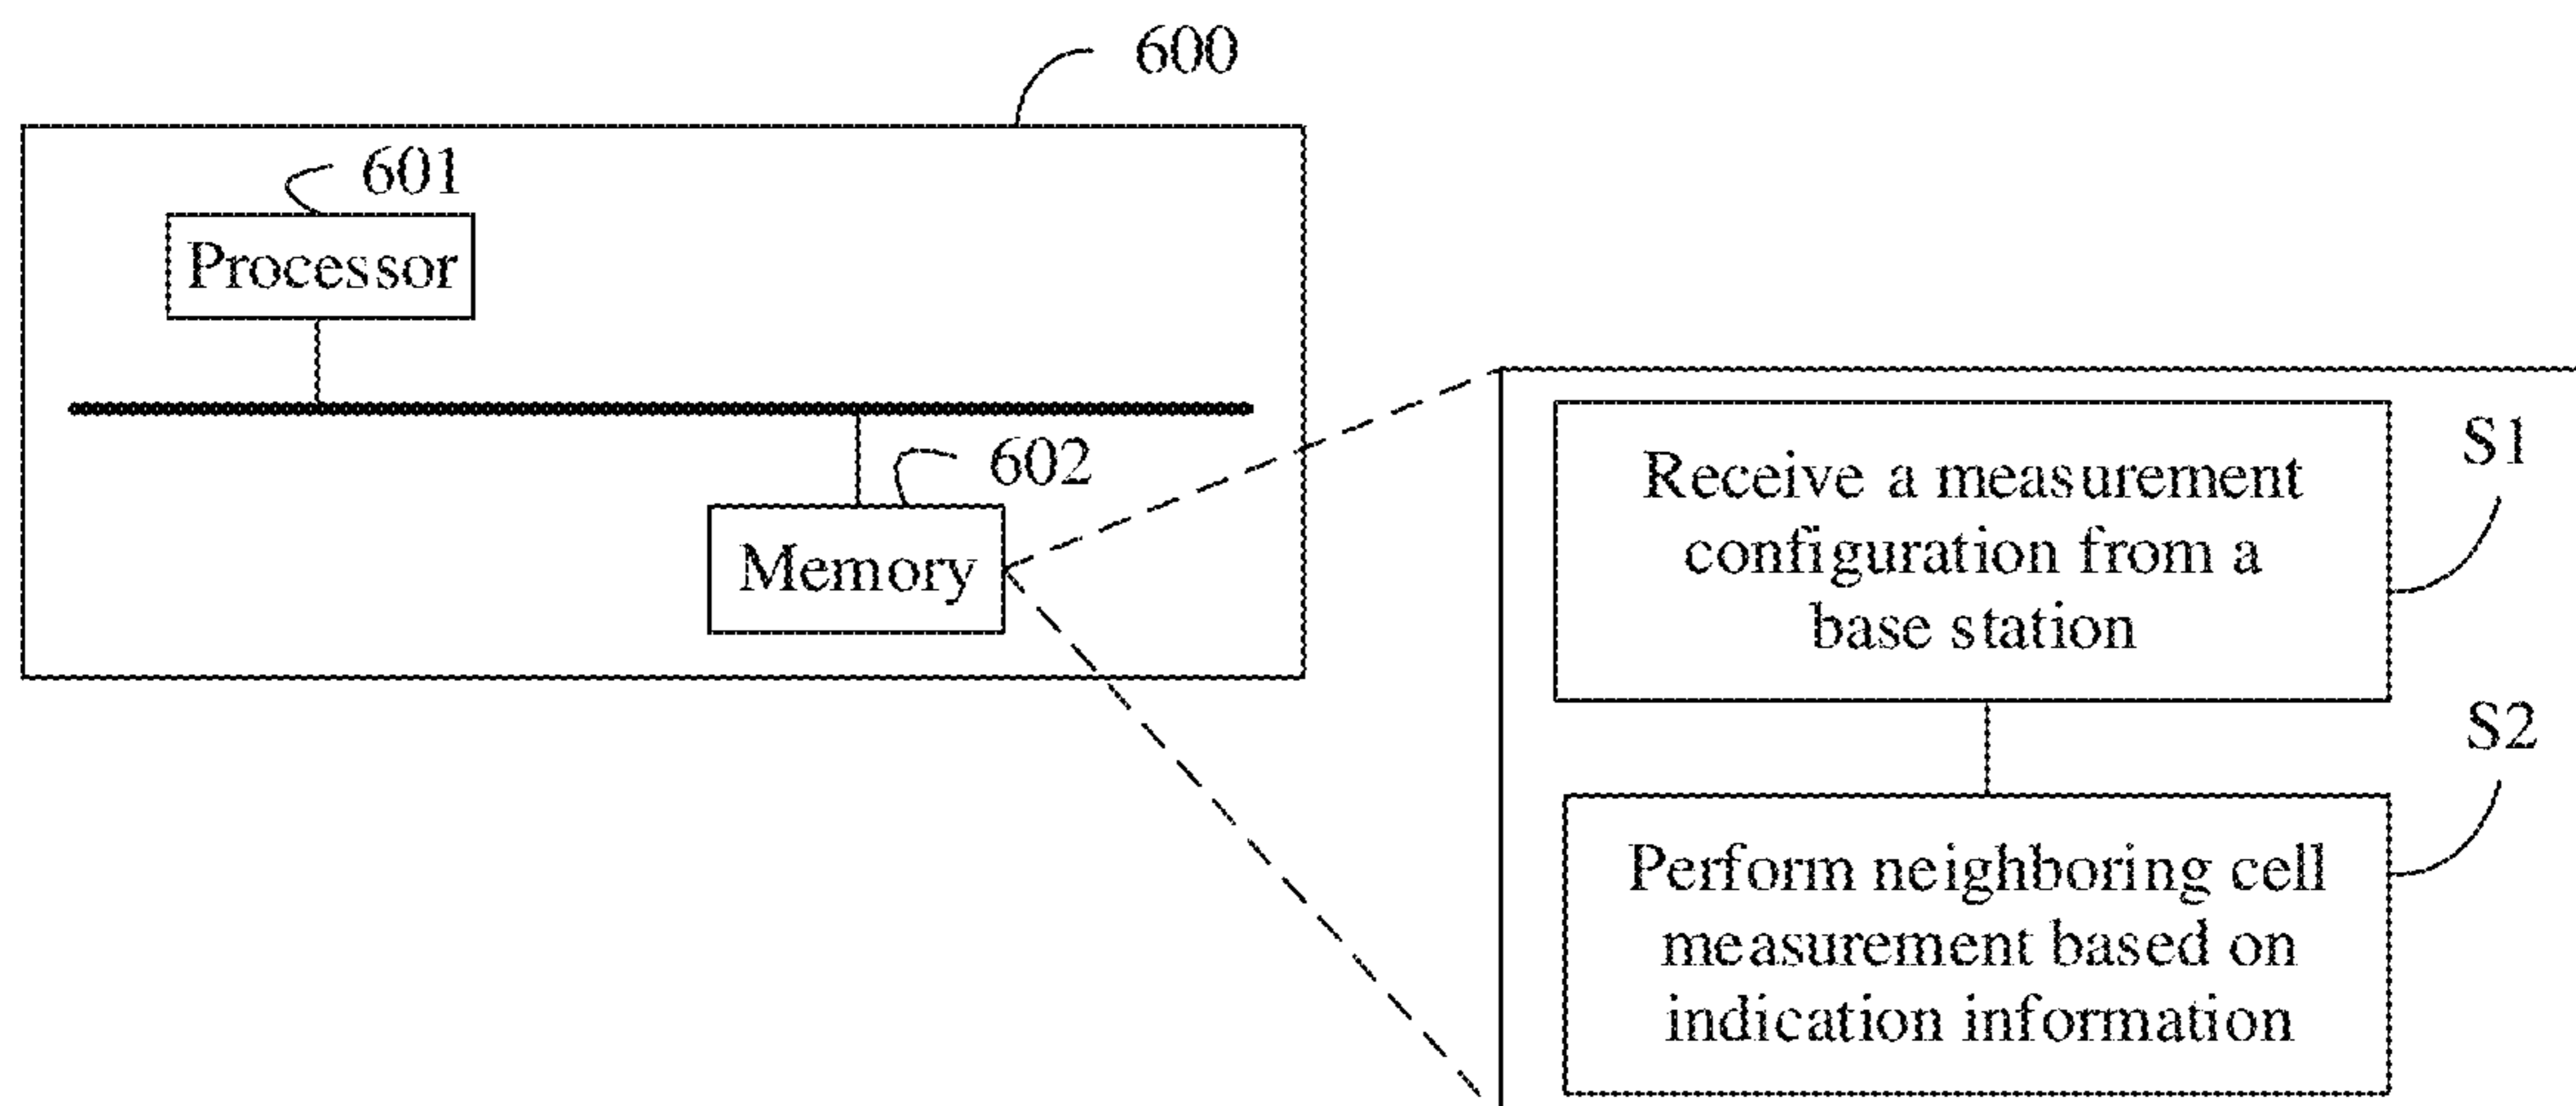 600
601
Processor
602
Memory
Receive a measurement
configuration from a
base station
S1
S2
Perform neighboring cell
measurement based on
indication information